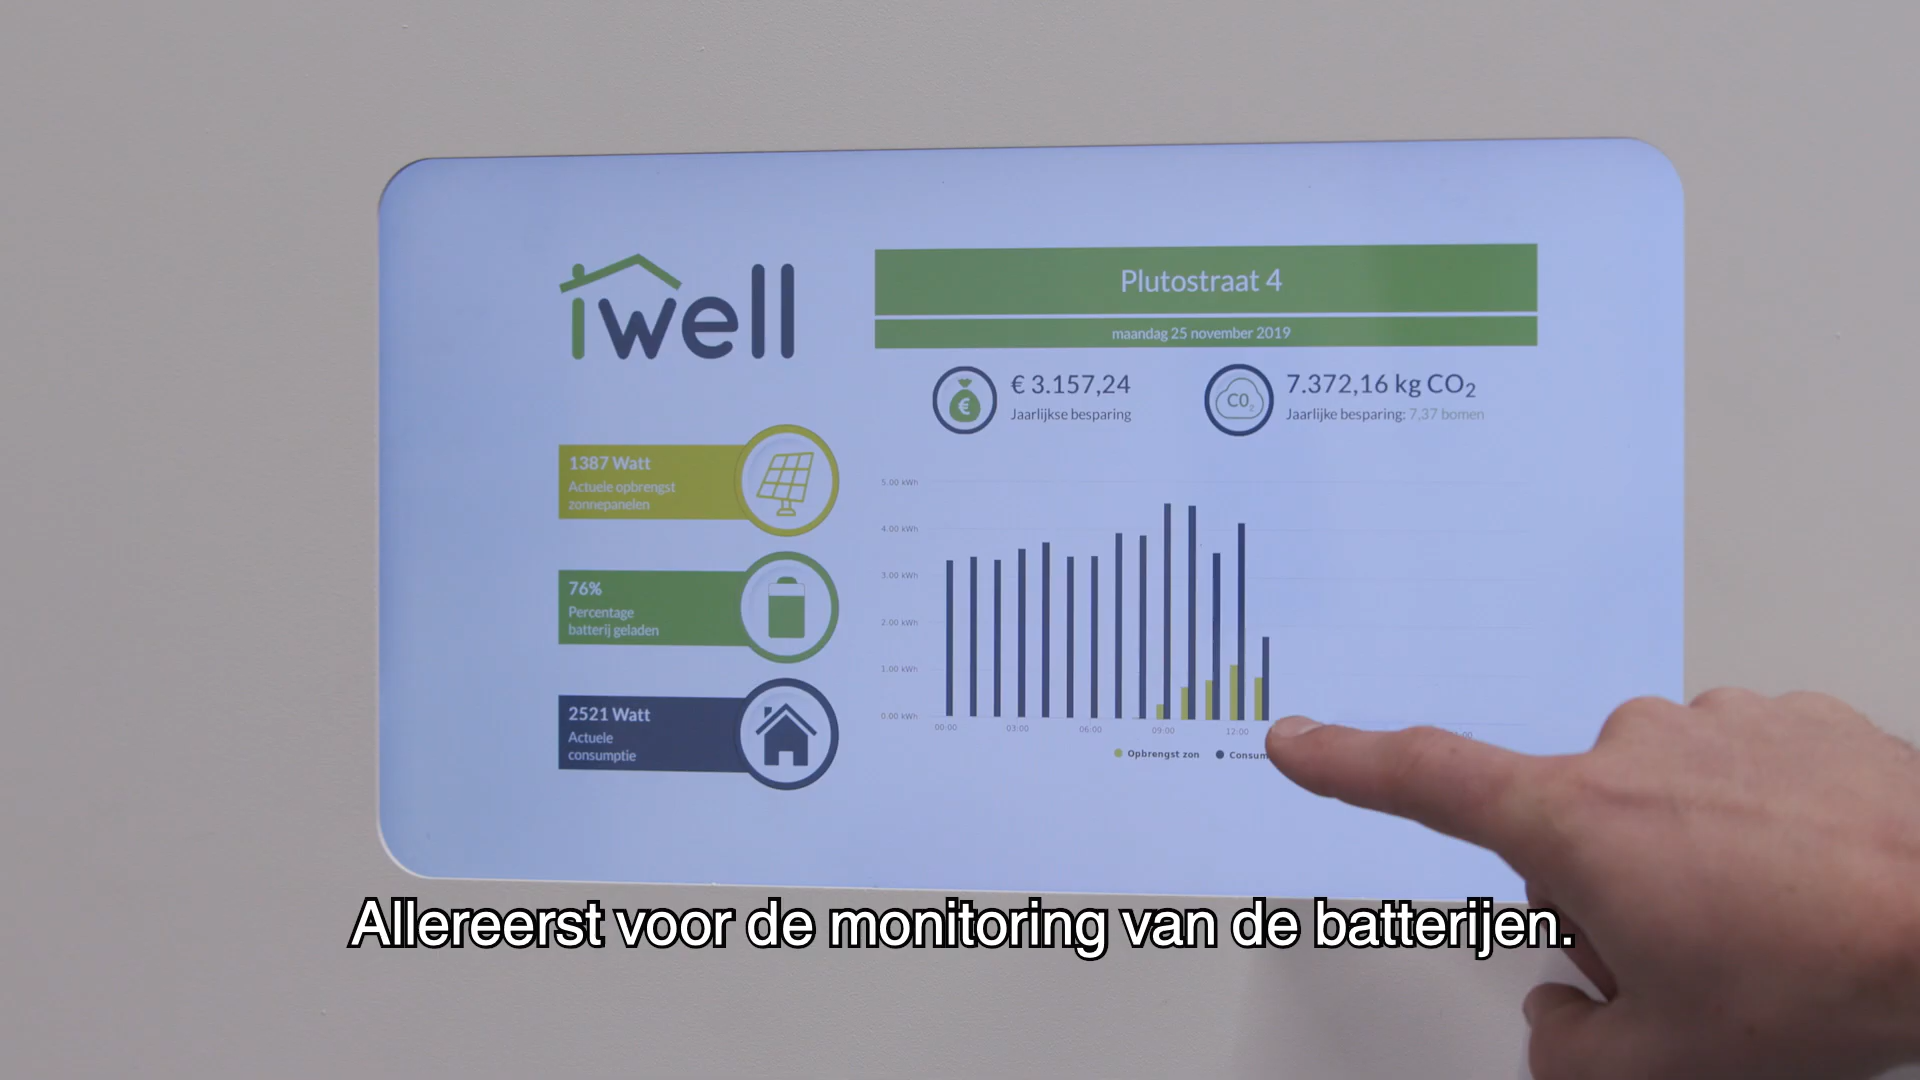 iwell
Plutostraat 4
maandag 25 november 2019
€ 3.157,24
Jaarlijkse besparing
CO2
7.372,16 kg CO2
Jaarlijke besparing: 7,37 bomen
1387 Watt
Actuele opbrengst
zonnepanelen
76%
Percentage
batterij geladen
2521 Watt
Actuele
consumptie
5.00 kWh
4.00 kWh
3.00 kWh
2.00 kWh
1.00 kWh
0.00 kWh
00:00 03:00 06:00 09:00 12:00
Opbrengst zon Consum
Allereerst voor de monitoring van de batterijen.